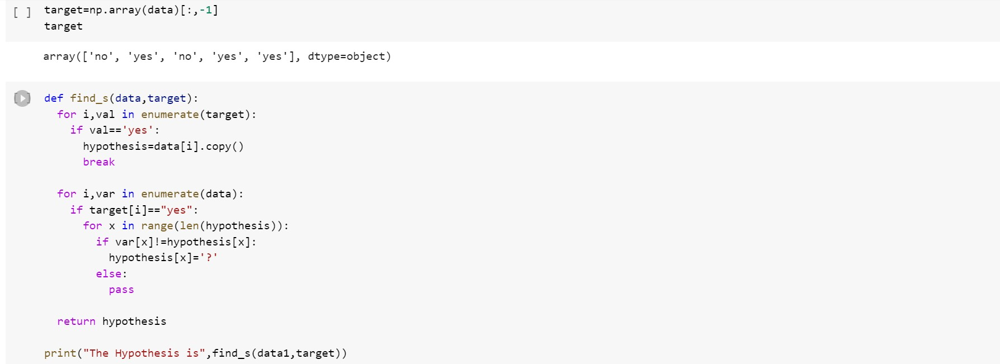 [ ] target=np.array(data)[:,-1]
target
array(['no', 'yes', 'no', 'yes', 'yes'], dtype=object)
def find_s(data,target):
  for i,val in enumerate(target):
    if val=='yes':
      hypothesis=data[i].copy()
      break
  for i,var in enumerate(data):
    if target[i]=="yes":
      for x in range(len(hypothesis)):
        if var[x]!=hypothesis[x]:
          hypothesis[x]='?'
        else:
          pass
  return hypothesis
print("The Hypothesis is",find_s(data1,target))